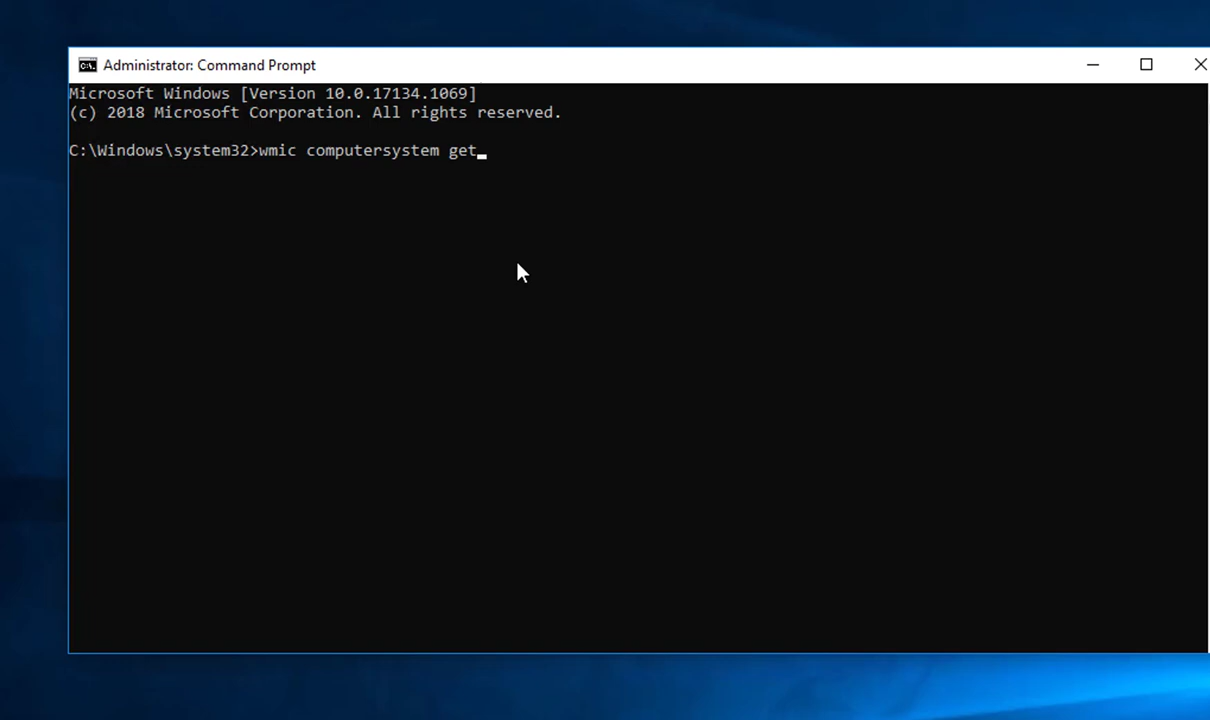 Administrator: Command Prompt
Microsoft Windows [Version 10.0.17134.1069]
(c) 2018 Microsoft Corporation. All rights reserved.
C:\Windows\system32>wmic computersystem get